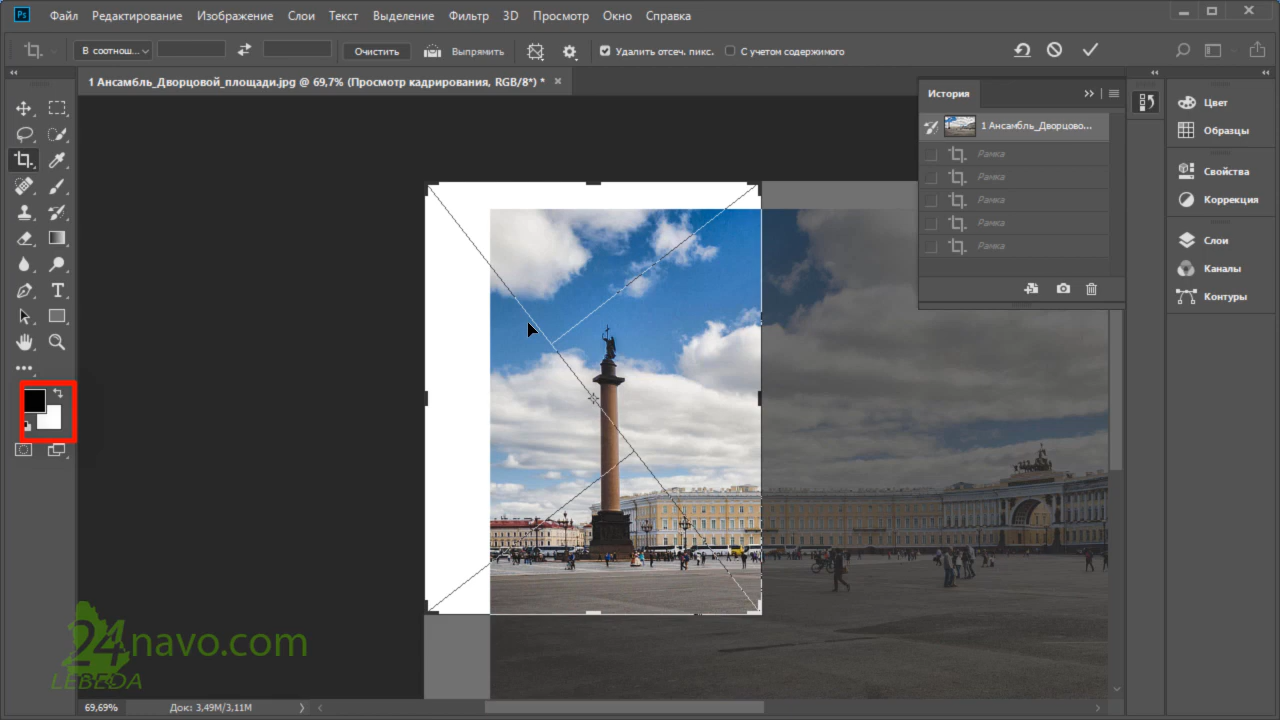 Ps Файл Редактирование Изображение Слои Текст Выделение Фильтр 3D Просмотр Окно Справка
В соотнош... Очистить Выпрямить Удалить отсеч. пикс. С учетом содержимого
1 Ансамбль_Дворцовой_площади.jpg @ 69,7% (Просмотр кадрирования, RGB/8*) *
История
1 Ансамбль_Дворцово...
Рамка
Рамка
Рамка
Рамка
Рамка
Цвет
Образцы
Свойства
Коррекция
Слои
Каналы
Контуры
24navo.com
LEBEDA
69,69% Док: 3,49M/3,11M